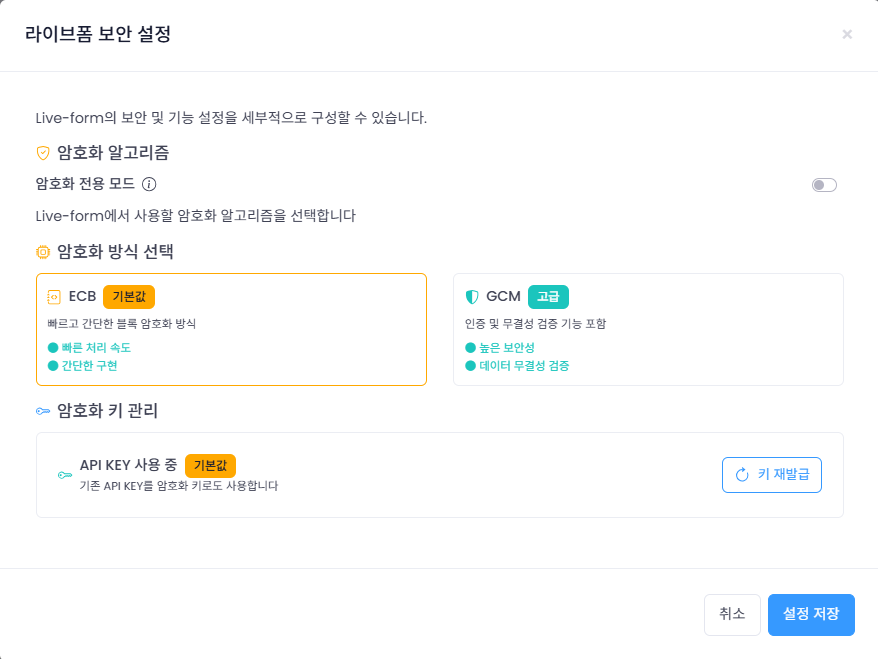 라이브폼 보안 설정
×
Live-form의 보안 및 기능 설정을 세부적으로 구성할 수 있습니다.
암호화 알고리즘
암호화 전용 모드
Live-form에서 사용할 암호화 알고리즘을 선택합니다
암호화 방식 선택
ECB 기본값
빠르고 간단한 블록 암호화 방식
빠른 처리 속도
간단한 구현
GCM 고급
인증 및 무결성 검증 기능 포함
높은 보안성
데이터 무결성 검증
암호화 키 관리
API KEY 사용 중 기본값
기존 API KEY를 암호화 키로도 사용합니다
키 재발급
취소
설정 저장